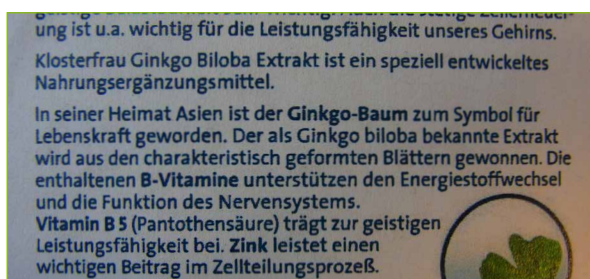 ung ist u.a. wichtig für die Leistungsfähigkeit unseres Gehirns.
Klosterfrau Ginkgo Biloba Extrakt ist ein speziell entwickeltes
Nahrungsergänzungsmittel.
In seiner Heimat Asien ist der Ginkgo-Baum zum Symbol für
Lebenskraft geworden. Der als Ginkgo biloba bekannte Extrakt
wird aus den charakteristisch geformten Blättern gewonnen. Die
enthaltenen B-Vitamine unterstützen den Energiestoffwechsel
und die Funktion des Nervensystems.
Vitamin B 5 (Pantothensäure) trägt zur geistigen
Leistungsfähigkeit bei. Zink leistet einen
wichtigen Beitrag im Zellteilungsprozeß.